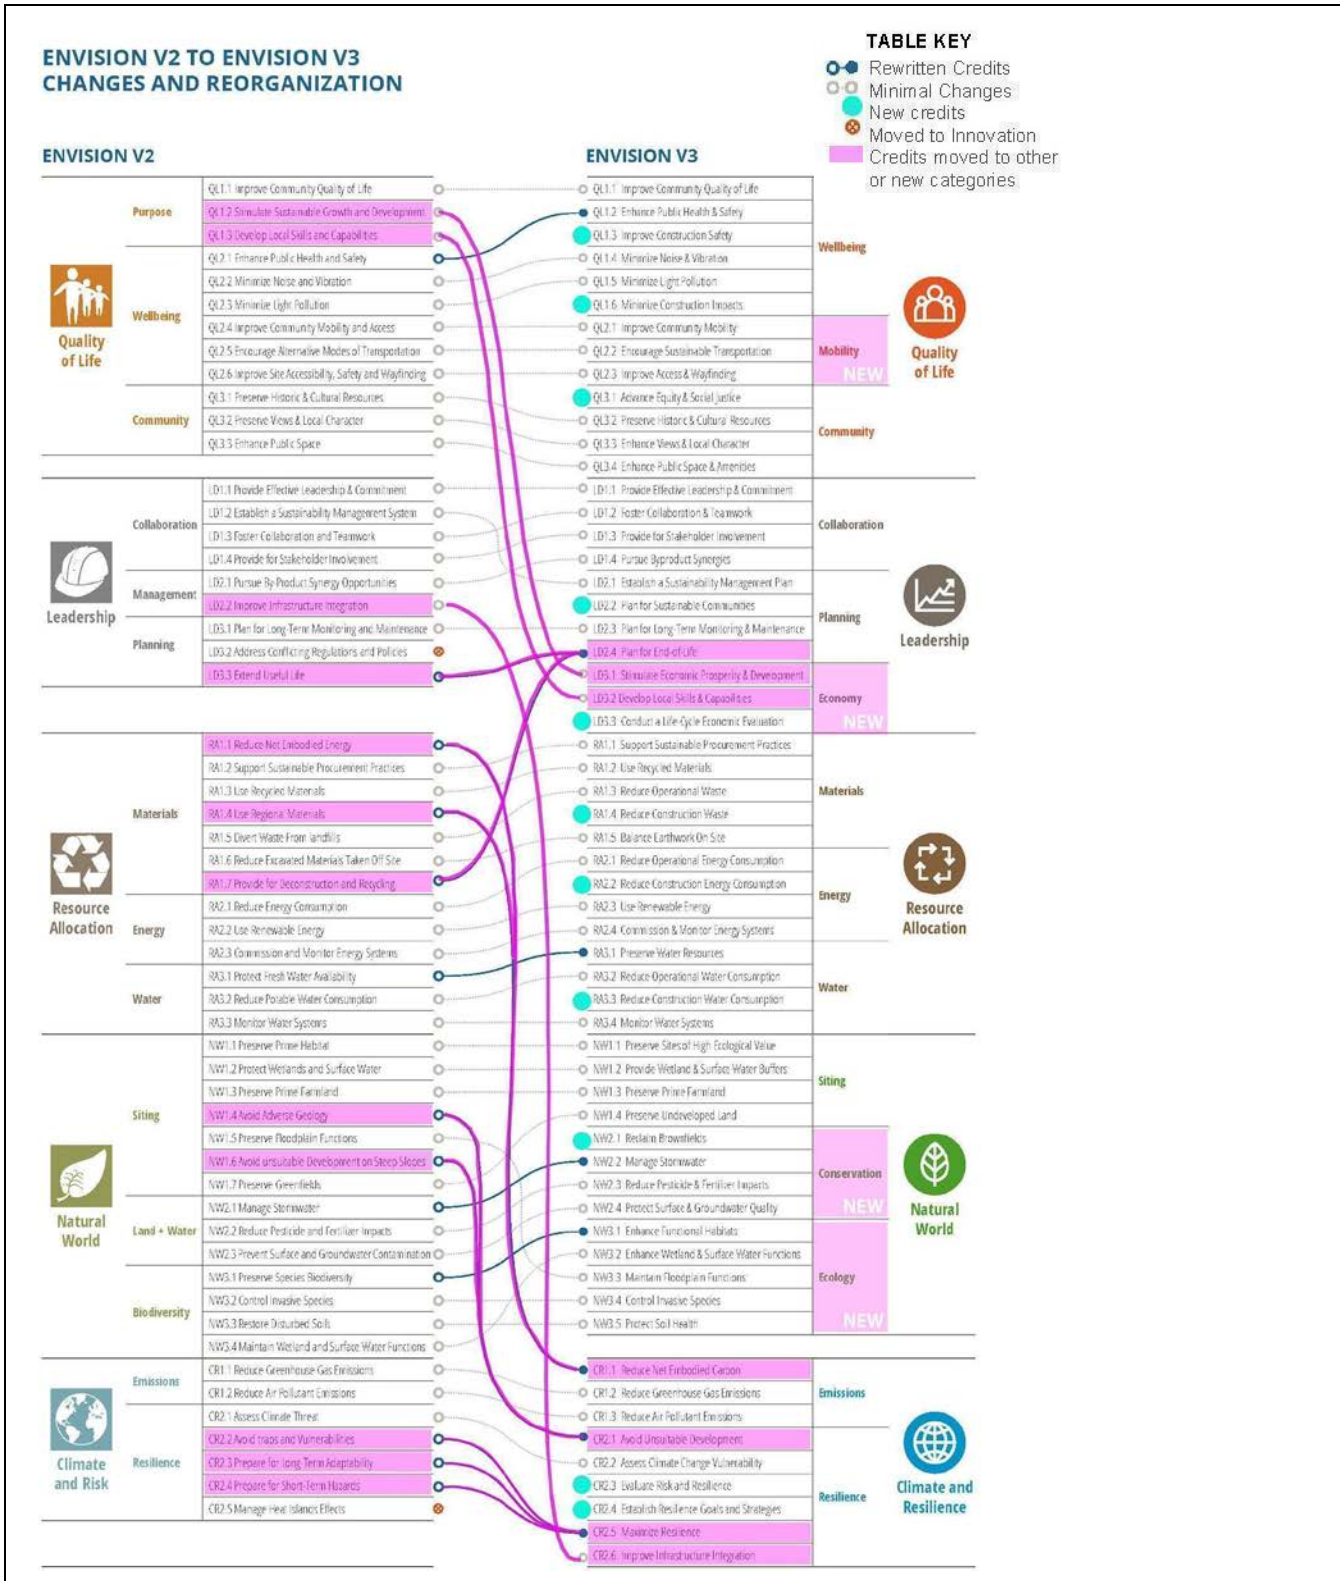 ENVISION V2 TO ENVISION V3
CHANGES AND REORGANIZATION
TABLE KEY
Rewritten Credits
Minimal Changes
New credits
Moved to Innovation
Credits moved to other
or new categories
ENVISION V2
Quality
of Life
Purpose
QL1.1 Improve Community Quality of Life
QL1.2 Stimulate Sustainable Growth and Development
QL1.3 Develop Local Skills and Capabilities
Wellbeing
QL2.1 Enhance Public Health and Safety
QL2.2 Minimize Noise and Vibration
QL2.3 Minimize Light Pollution
QL2.4 Improve Community Mobility and Access
QL2.5 Encourage Alternative Modes of Transportation
QL2.6 Improve Site Accessibility, Safety and Wayfinding
Community
QL3.1 Preserve Historic & Cultural Resources
QL3.2 Preserve Views & Local Character
QL3.3 Enhance Public Space
Leadership
Collaboration
LD1.1 Provide Effective Leadership & Commitment
LD1.2 Establish a Sustainability Management System
LD1.3 Foster Collaboration and Teamwork
LD1.4 Provide for Stakeholder Involvement
Management
LD2.1 Pursue By-Product Synergy Opportunities
LD2.2 Improve Infrastructure Integration
Planning
LD3.1 Plan for Long-Term Monitoring and Maintenance
LD3.2 Address Conflicting Regulations and Policies
LD3.3 Extend Useful Life
Resource
Allocation
Materials
RA1.1 Reduce Net Embodied Energy
RA1.2 Support Sustainable Procurement Practices
RA1.3 Use Recycled Materials
RA1.4 Use Regional Materials
RA1.5 Divert Waste From landfills
RA1.6 Reduce Excavated Materials Taken Off Site
RA1.7 Provide for Deconstruction and Recycling
Energy
RA2.1 Reduce Energy Consumption
RA2.2 Use Renewable Energy
RA2.3 Commission and Monitor Energy Systems
Water
RA3.1 Protect Fresh Water Availability
RA3.2 Reduce Potable Water Consumption
RA3.3 Monitor Water Systems
Natural
World
Siting
NW1.1 Preserve Prime Habitat
NW1.2 Protect Wetlands and Surface Water
NW1.3 Preserve Prime Farmland
NW1.4 Avoid Adverse Geology
NW1.5 Preserve Floodplain Functions
NW1.6 Avoid unsuitable Development on Steep Slopes
NW1.7 Preserve Greenfields
Land + Water
NW2.1 Manage Stormwater
NW2.2 Reduce Pesticide and Fertilizer Impacts
NW2.3 Prevent Surface and Groundwater Contamination
Biodiversity
NW3.1 Preserve Species Biodiversity
NW3.2 Control Invasive Species
NW3.3 Restore Disturbed Soils
NW3.4 Maintain Wetland and Surface Water Functions
Climate
and Risk
Emissions
CR1.1 Reduce Greenhouse Gas Emissions
CR1.2 Reduce Air Pollutant Emissions
Resilience
CR2.1 Assess Climate Threat
CR2.2 Avoid traps and Vulnerabilities
CR2.3 Prepare for Long Term Adaptability
CR2.4 Prepare for Short-Term Hazards
CR2.5 Manage Heat Islands Effects
ENVISION V3
QL1.1 Improve Community Quality of Life
QL1.2 Enhance Public Health & Safety
QL1.3 Improve Construction Safety
QL1.4 Minimize Noise & Vibration
QL1.5 Minimize Light Pollution
QL1.6 Minimize Construction Impacts
Wellbeing
QL2.1 Improve Community Mobility
QL2.2 Encourage Sustainable Transportation
QL2.3 Improve Access & Wayfinding
Mobility
NEW
QL3.1 Advance Equity & Social Justice
QL3.2 Preserve Historic & Cultural Resources
QL3.3 Enhance Views & Local Character
QL3.4 Enhance Public Space & Amenities
Community
Quality
of Life
LD1.1 Provide Effective Leadership & Commitment
LD1.2 Foster Collaboration & Teamwork
LD1.3 Provide for Stakeholder Involvement
LD1.4 Pursue Byproduct Synergies
Collaboration
LD2.1 Establish a Sustainability Management Plan
LD2.2 Plan for Sustainable Communities
LD2.3 Plan for Long-Term Monitoring & Maintenance
LD2.4 Plan for End-of-Life
Planning
LD3.1 Stimulate Economic Prosperity & Development
LD3.2 Develop Local Skills & Capabilities
LD3.3 Conduct a Life-Cycle Economic Evaluation
Economy
NEW
Leadership
RA1.1 Support Sustainable Procurement Practices
RA1.2 Use Recycled Materials
RA1.3 Reduce Operational Waste
RA1.4 Reduce Construction Waste
RA1.5 Balance Earthwork On Site
Materials
RA2.1 Reduce Operational Energy Consumption
RA2.2 Reduce Construction Energy Consumption
RA2.3 Use Renewable Energy
RA2.4 Commission & Monitor Energy Systems
Energy
RA3.1 Preserve Water Resources
RA3.2 Reduce Operational Water Consumption
RA3.3 Reduce Construction Water Consumption
RA3.4 Monitor Water Systems
Water
Resource
Allocation
NW1.1 Preserve Sites of High Ecological Value
NW1.2 Provide Wetland & Surface Water Buffers
NW1.3 Preserve Prime Farmland
NW1.4 Preserve Undeveloped Land
Siting
NW2.1 Reclaim Brownfields
NW2.2 Manage Stormwater
NW2.3 Reduce Pesticide & Fertilizer Impacts
NW2.4 Protect Surface & Groundwater Quality
Conservation
NEW
NW3.1 Enhance Functional Habitats
NW3.2 Enhance Wetland & Surface Water Functions
NW3.3 Maintain Floodplain Functions
NW3.4 Control Invasive Species
NW3.5 Protect Soil Health
Ecology
NEW
Natural
World
CR1.1 Reduce Net Embodied Carbon
CR1.2 Reduce Greenhouse Gas Emissions
CR1.3 Reduce Air Pollutant Emissions
Emissions
CR2.1 Avoid Unsuitable Development
CR2.2 Assess Climate Change Vulnerability
CR2.3 Evaluate Risk and Resilience
CR2.4 Establish Resilience Goals and Strategies
CR2.5 Maximize Resilience
CR2.6 Improve Infrastructure Integration
Resilience
Climate and
Resilience